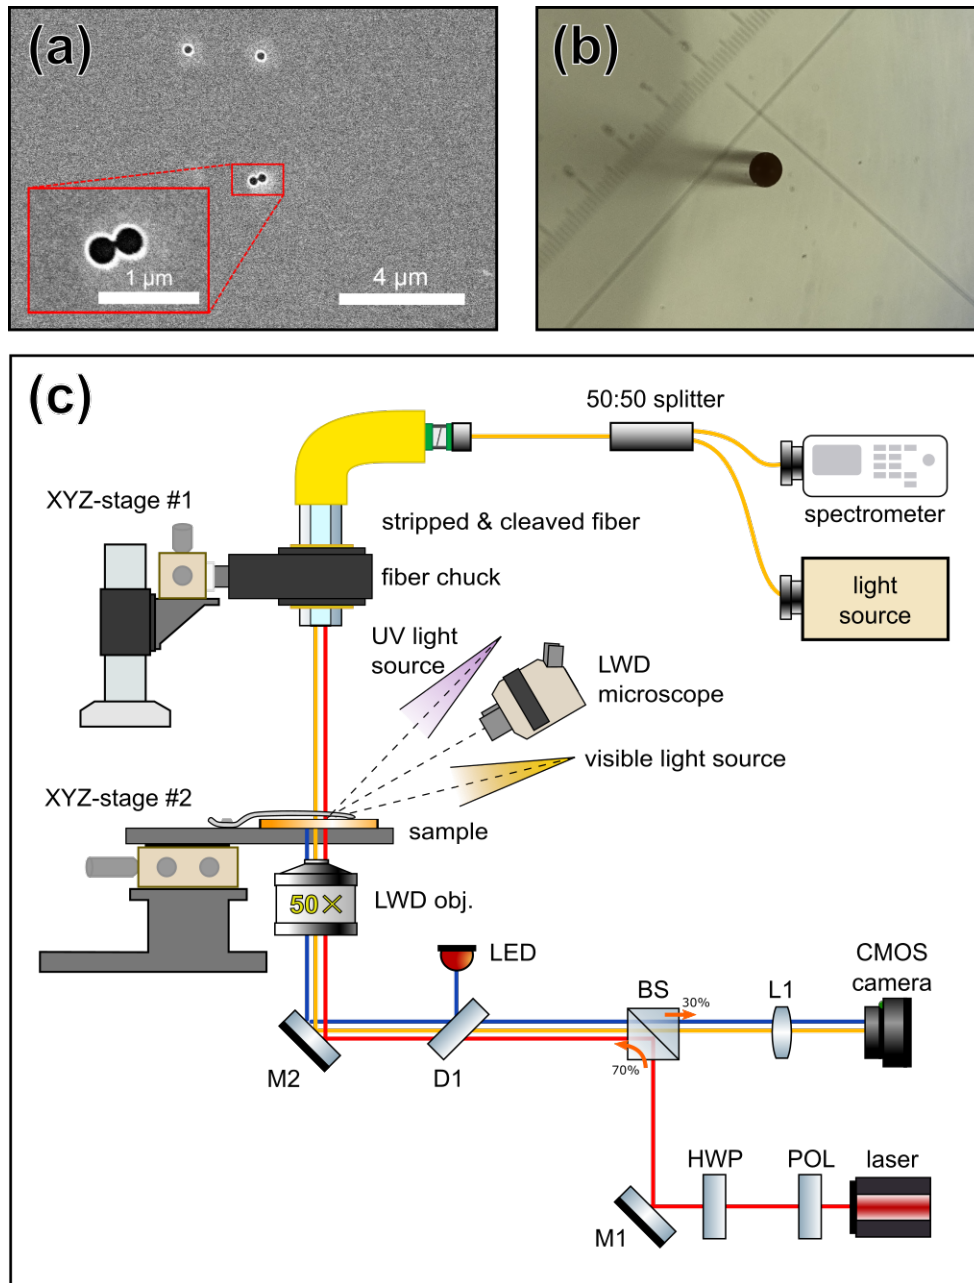 (a)
1 µm
4 µm
(b)
(c)
50:50 splitter
XYZ-stage #1
stripped & cleaved fiber
spectrometer
fiber chuck
light
source
UV light
source
LWD
microscope
visible light source
XYZ-stage #2
sample
50×
LWD obj.
LED
CMOS
camera
BS
30%
L1
M2
D1
70%
HWP
POL
laser
M1